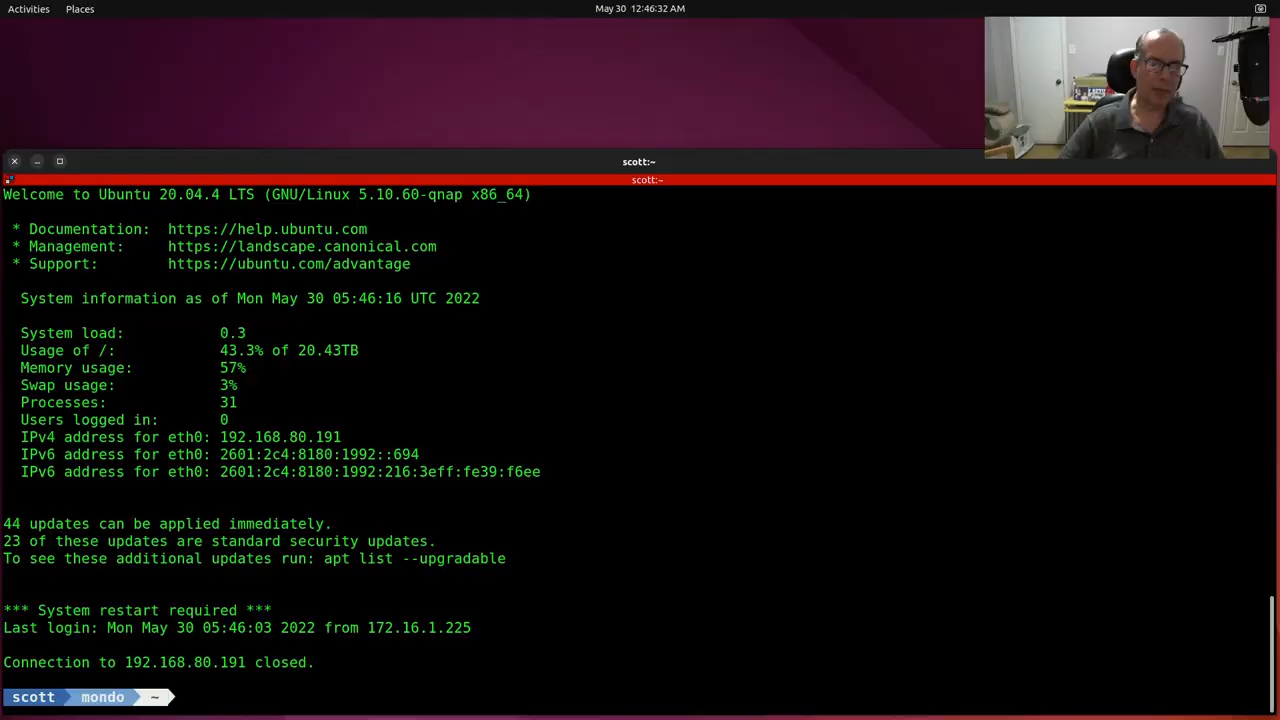 Activities Places May 30 12:46:32 AM
scott:~
scott:~
Welcome to Ubuntu 20.04.4 LTS (GNU/Linux 5.10.60-qnap x86_64)
* Documentation: https://help.ubuntu.com
* Management: https://landscape.canonical.com
* Support: https://ubuntu.com/advantage
System information as of Mon May 30 05:46:16 UTC 2022
System load: 0.3
Usage of /: 43.3% of 20.43TB
Memory usage: 57%
Swap usage: 3%
Processes: 31
Users logged in: 0
IPv4 address for eth0: 192.168.80.191
IPv6 address for eth0: 2601:2c4:8180:1992::694
IPv6 address for eth0: 2601:2c4:8180:1992:216:3eff:fe39:f6ee
44 updates can be applied immediately.
23 of these updates are standard security updates.
To see these additional updates run: apt list --upgradable
*** System restart required ***
Last login: Mon May 30 05:46:03 2022 from 172.16.1.225
Connection to 192.168.80.191 closed.
scott mondo ~